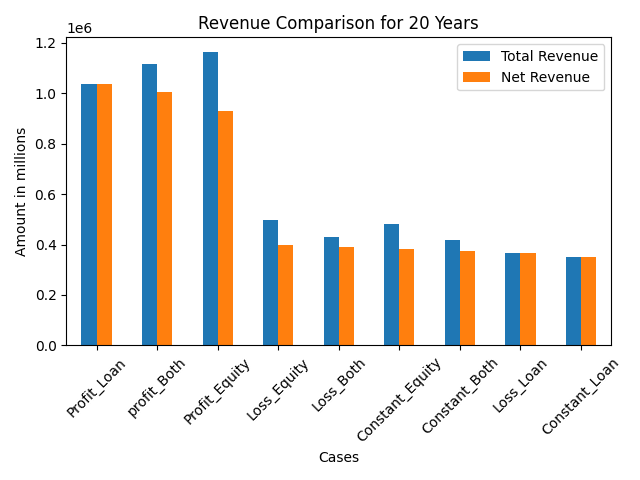 Revenue Comparison for 20 Years
1e6
Total Revenue
Net Revenue
1.2
1.0
0.8
0.6
0.4
0.2
0.0
Amount in millions
Profit_Loan
profit_Both
Profit_Equity
Loss_Equity
Loss_Both
Constant_Equity
Constant_Both
Loss_Loan
Constant_Loan
Cases